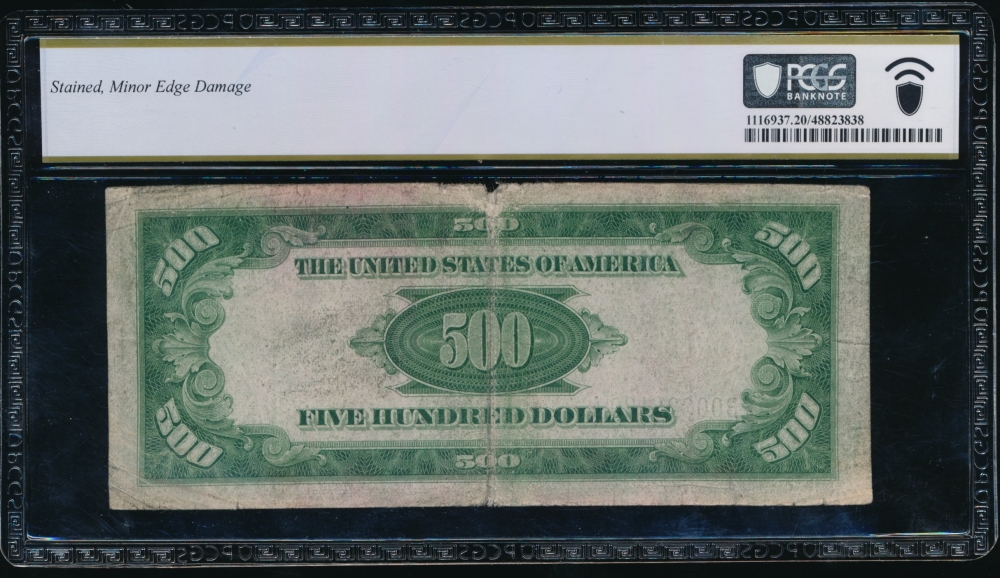 Stained, Minor Edge Damage
PCGS
BANKNOTE
1116937.20/48823838
500
500
500
THE UNITED STATES OF AMERICA
500
FIVE HUNDRED DOLLARS
500
500
500